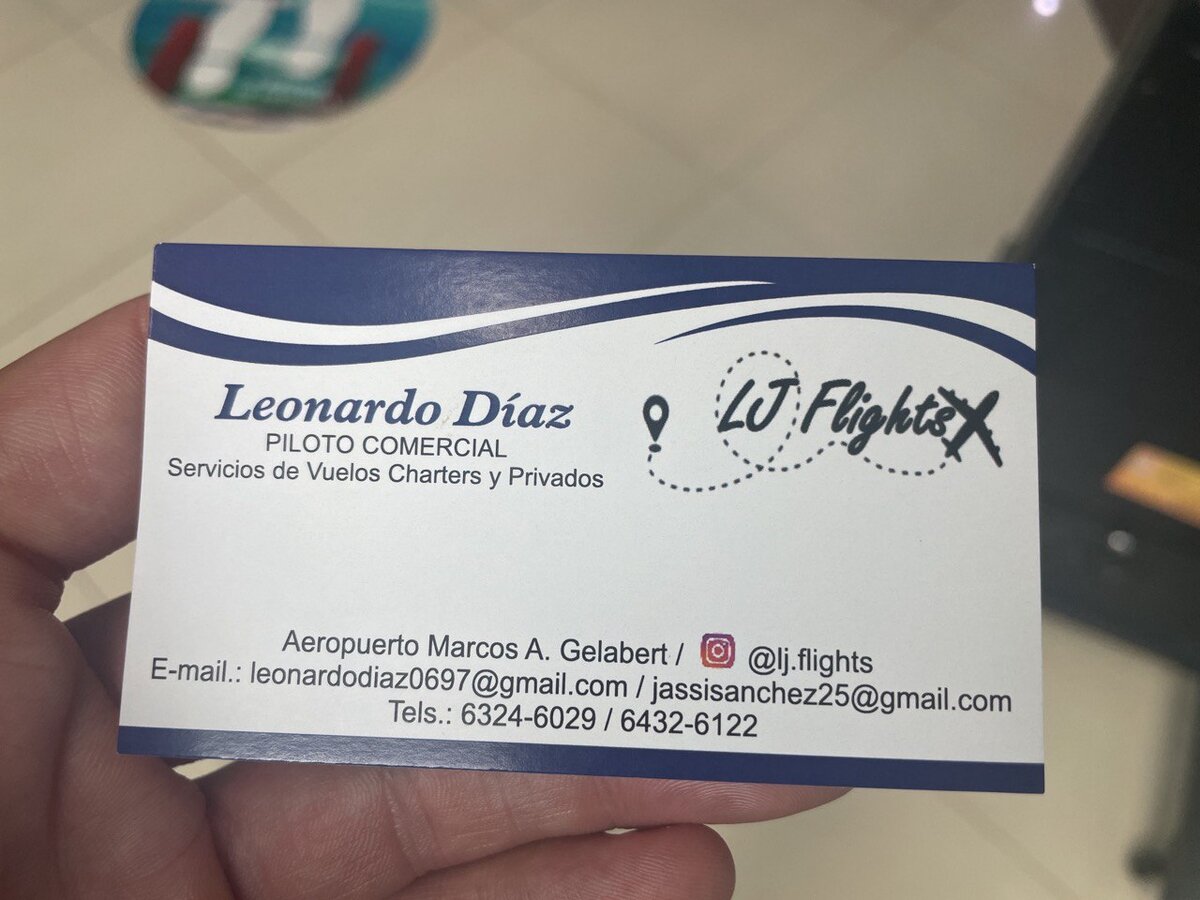 Leonardo Díaz
PILOTO COMERCIAL
Servicios de Vuelos Charters y Privados
LJ Flights
Aeropuerto Marcos A. Gelabert / @lj.flights
E-mail.: leonardodiaz0697@gmail.com / jassisanchez25@gmail.com
Tels.: 6324-6029 / 6432-6122